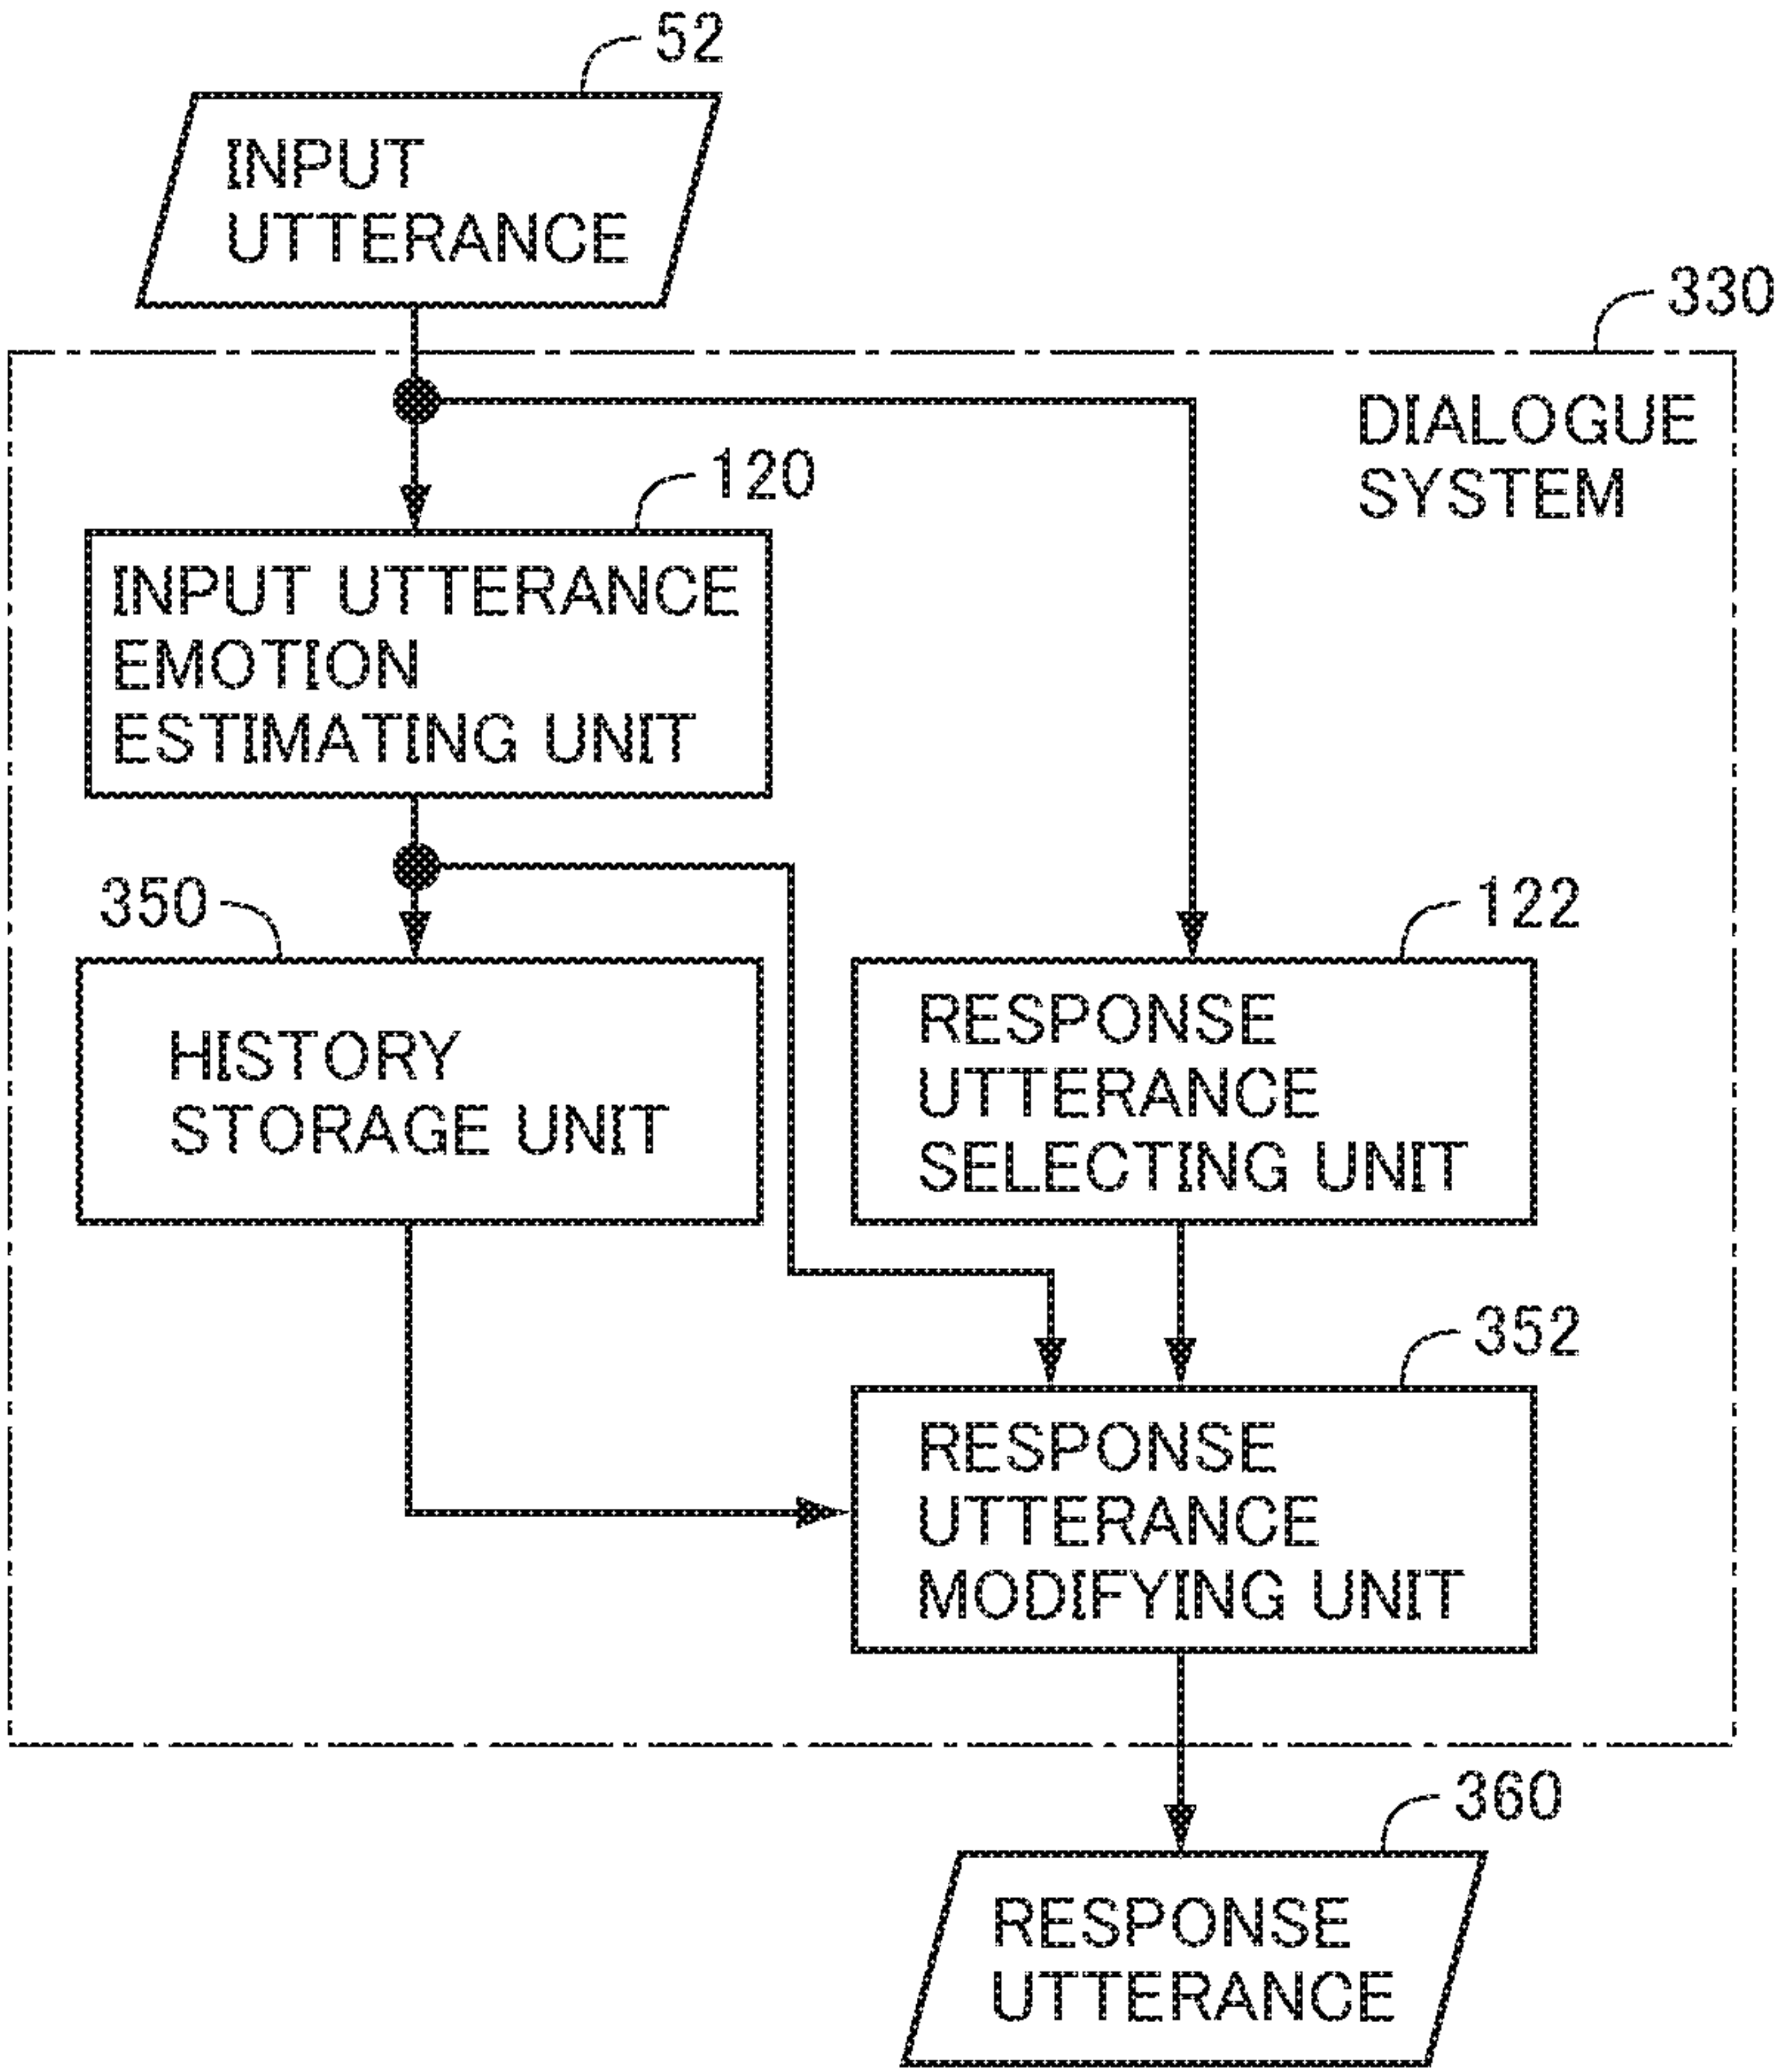 52
INPUT
UTTERANCE
330
DIALOGUE
SYSTEM
120
INPUT UTTERANCE
EMOTION
ESTIMATING UNIT
350
HISTORY
STORAGE UNIT
122
RESPONSE
UTTERANCE
SELECTING UNIT
352
RESPONSE
UTTERANCE
MODIFYING UNIT
360
RESPONSE
UTTERANCE